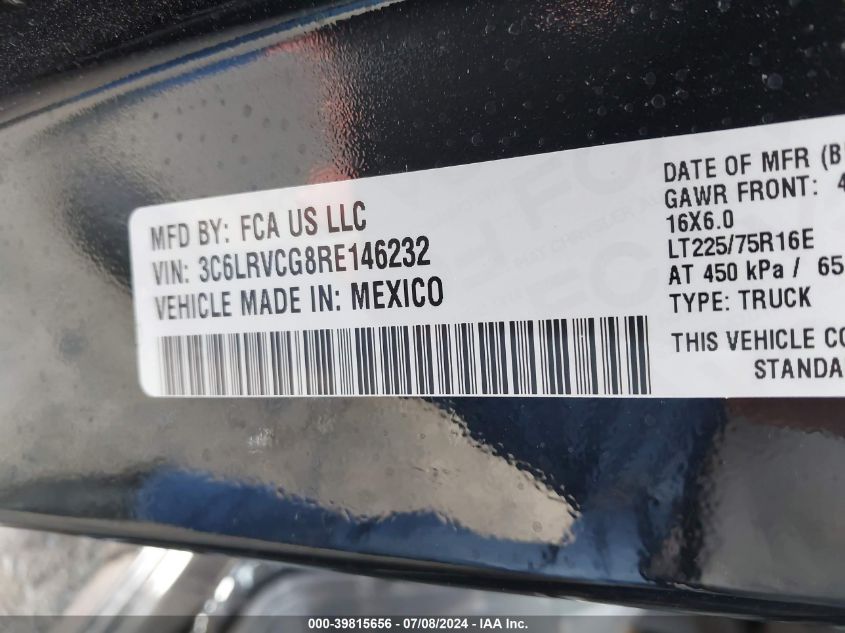 MFD BY: FCA US LLC
VIN: 3C6LRVCG8RE146232
VEHICLE MADE IN: MEXICO
DATE OF MFR (B
GAWR FRONT: 4
16X6.0
LT225/75R16E
AT 450 kPa / 65
TYPE: TRUCK
THIS VEHICLE CO
STANDA
000-39815656 - 07/08/2024 - IAA Inc.